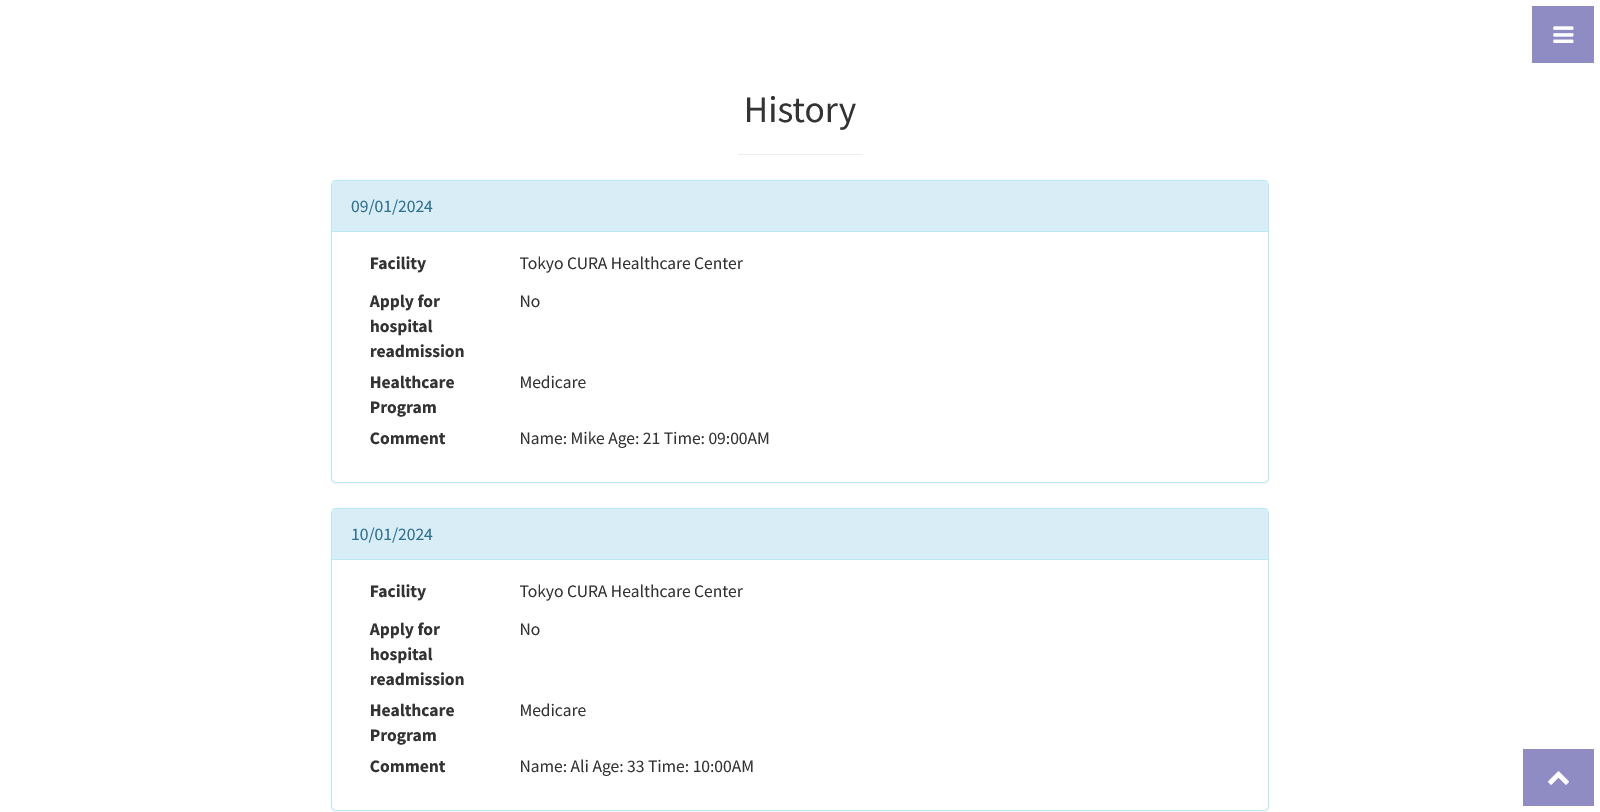 History
09/01/2024
Facility Tokyo CURA Healthcare Center
Apply for No
hospital
readmission
Healthcare Medicare
Program
Comment Name: Mike Age: 21 Time: 09:00AM
10/01/2024
Facility Tokyo CURA Healthcare Center
Apply for No
hospital
readmission
Healthcare Medicare
Program
Comment Name: Ali Age: 33 Time: 10:00AM